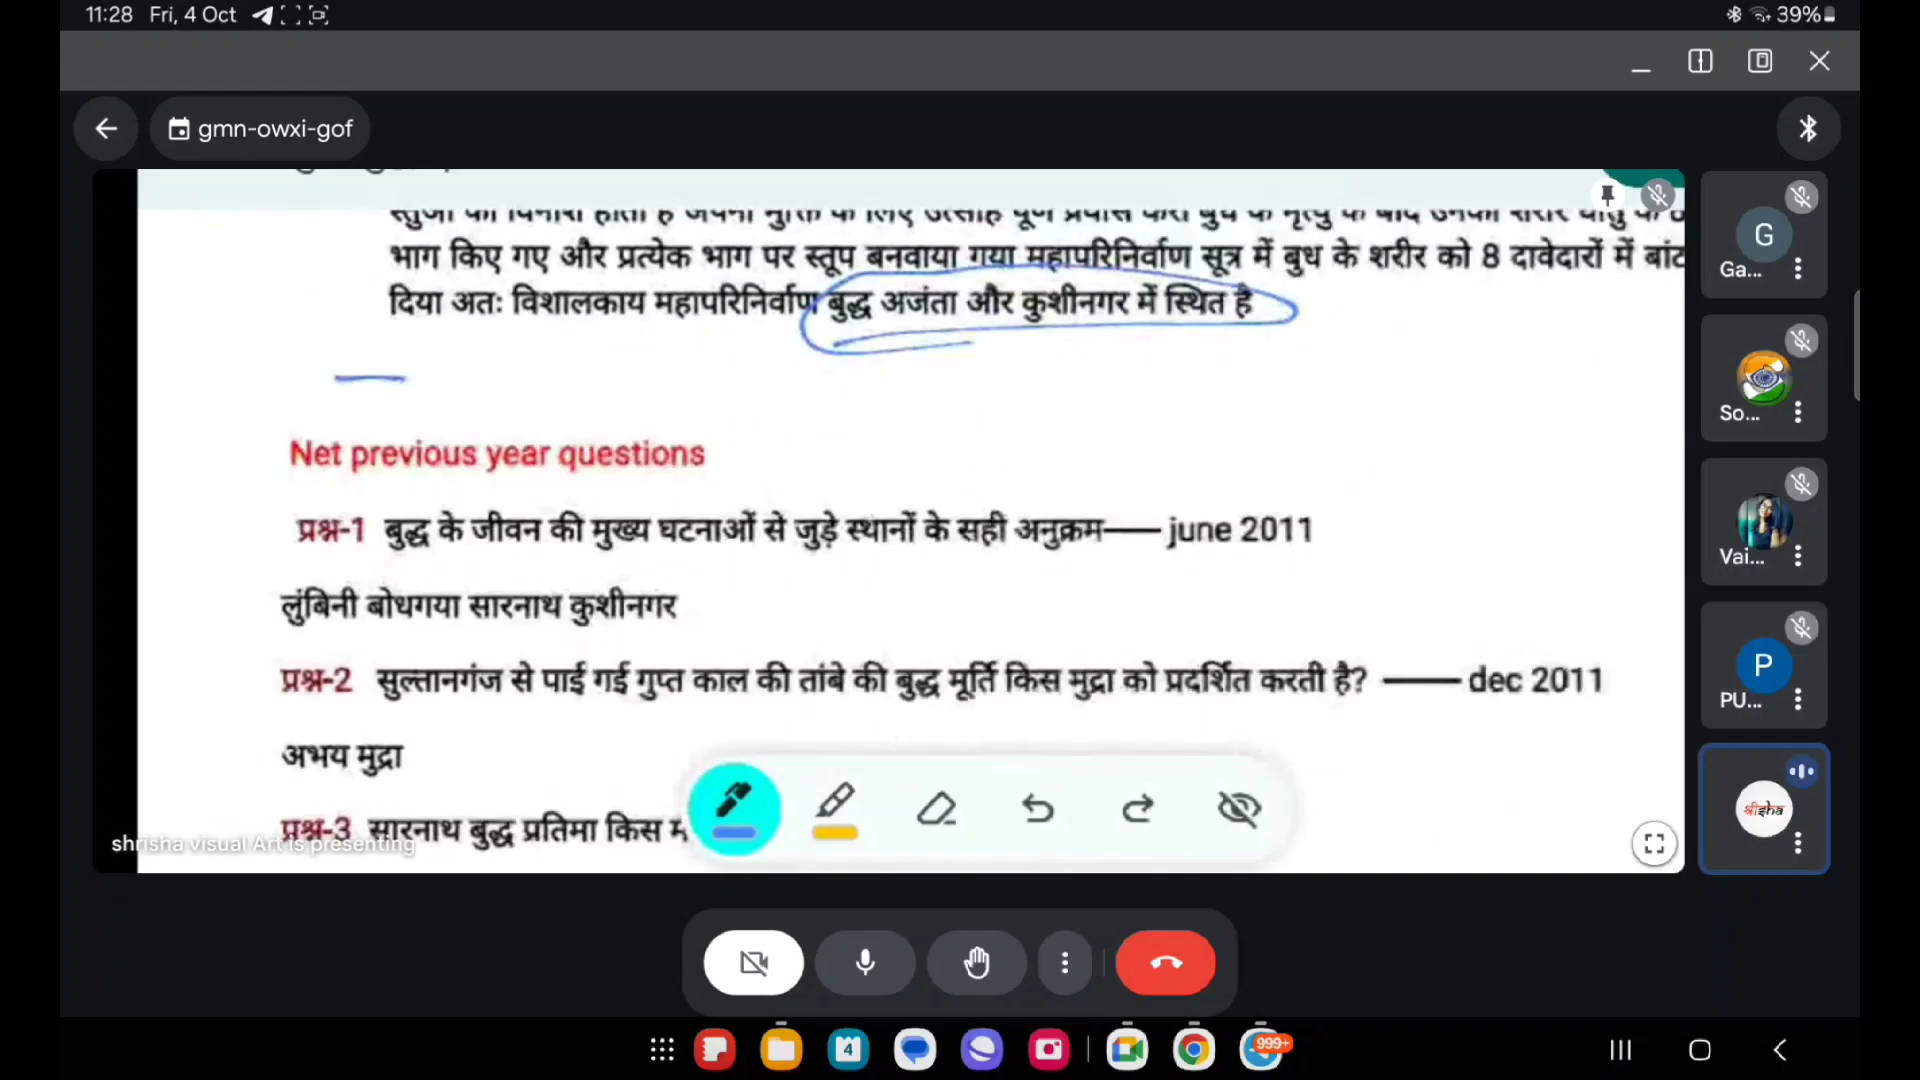 11:28 Fri, 4 Oct
39%
gmn-owxi-gof
भाग किए गए और प्रत्येक भाग पर स्तूप बनवाया गया महापरिनिर्वाण सूत्र में बुध के शरीर को 8 दावेदारों में बांट
दिया अतः विशालकाय महापरिनिर्वाण बुद्ध अजंता और कुशीनगर में स्थित है
Net previous year questions
प्रश्न-1 बुद्ध के जीवन की मुख्य घटनाओं से जुड़े स्थानों के सही अनुक्रम—— june 2011
लुंबिनी बोधगया सारनाथ कुशीनगर
प्रश्न-2 सुल्तानगंज से पाई गई गुप्त काल की तांबे की बुद्ध मूर्ति किस मुद्रा को प्रदर्शित करती है? —— dec 2011
अभय मुद्रा
प्रश्न-3 सारनाथ बुद्ध प्रतिमा किस
shrisha visual Art is presenting
G
Ga...
So...
Vai...
P
PU...
श्रीsha
4
999+